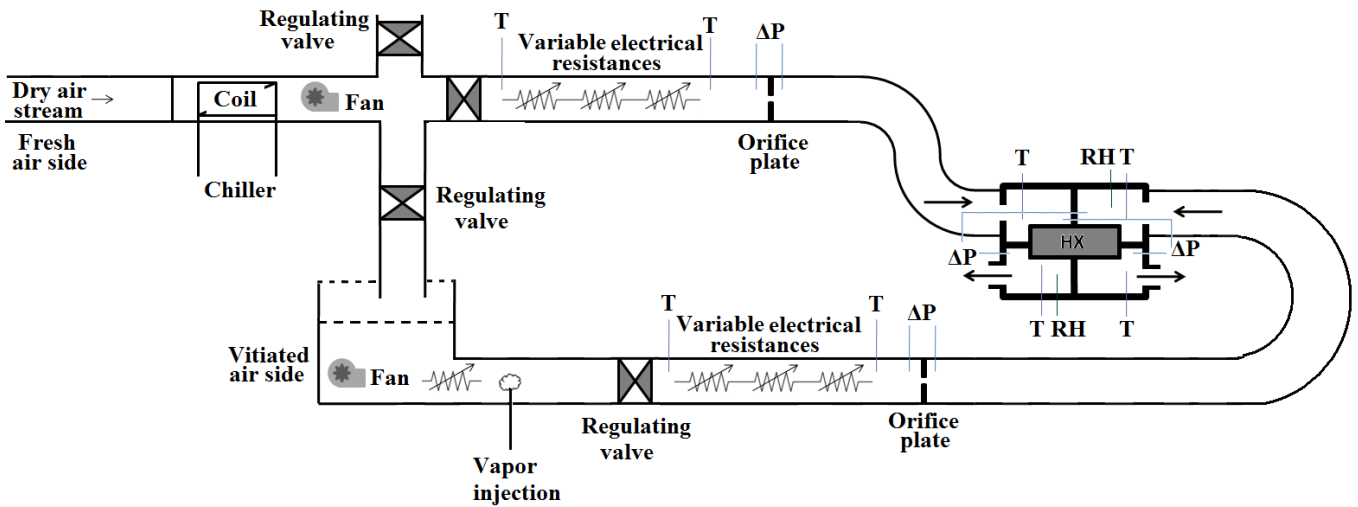 Regulating
valve
T
Variable electrical
resistances
T
ΔP
Dry air
stream
Coil
Fan
Fresh
air side
Chiller
Orifice
plate
Regulating
valve
T
RH T
HX
ΔP
ΔP
T RH
T
Vitiated
air side
Fan
T
Variable electrical
resistances
T
ΔP
Regulating
valve
Orifice
plate
Vapor
injection